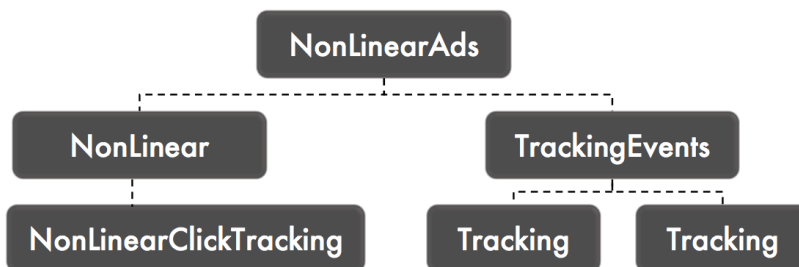 NonLinearAds
NonLinear
TrackingEvents
NonLinearClickTracking
Tracking
Tracking